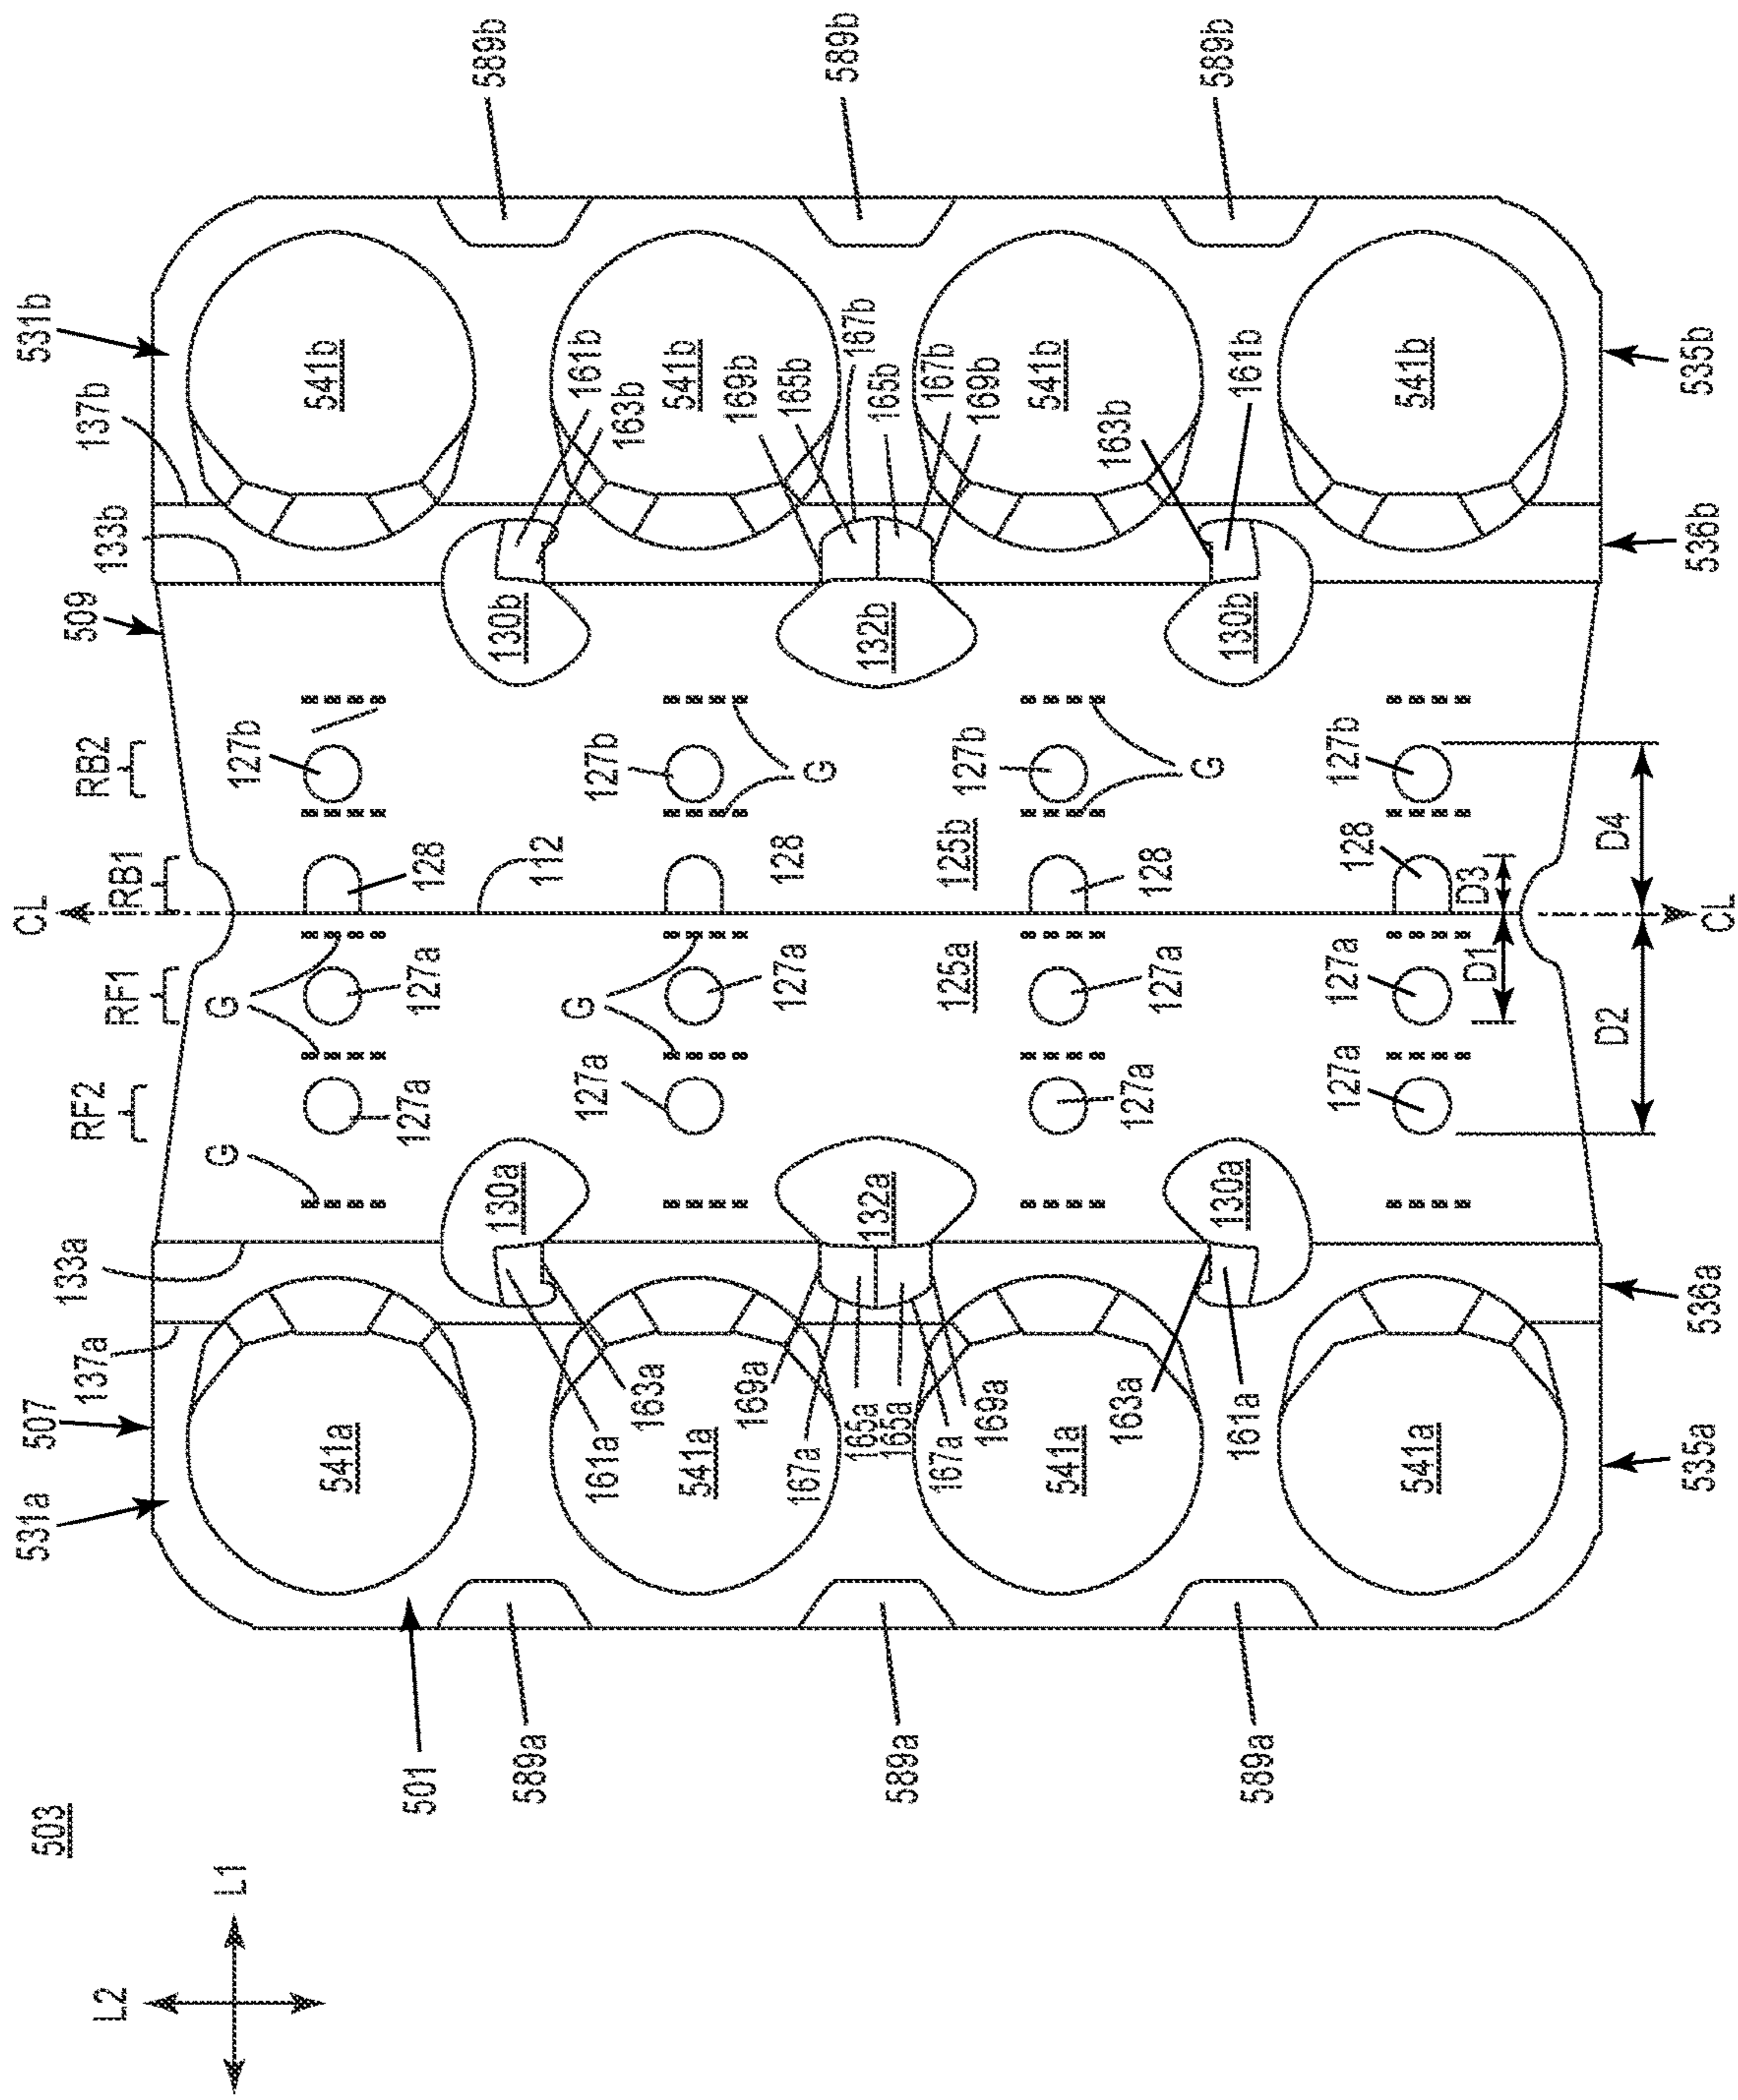 503
L2
L1
531a
507
137a
133a
RF2
RF1
CL
RB1
RB2
509
133b
137b
531b
G
G
G
127a
127a
128
112
127b
501
589a
541a
161a
163a
130a
130b
161b
163b
541b
589b
127a
127a
128
127b
G
541a
169a
167a
165a
165a
167a
169a
132a
132b
169b
165b
167b
165b
167b
169b
541b
589a
589b
125a
125b
127a
127a
128
127b
G
541a
163a
161a
130a
130b
163b
161b
541b
589a
589b
127a
127a
128
127b
541a
541b
D1
D2
D3
D4
535a
536a
CL
536b
535b